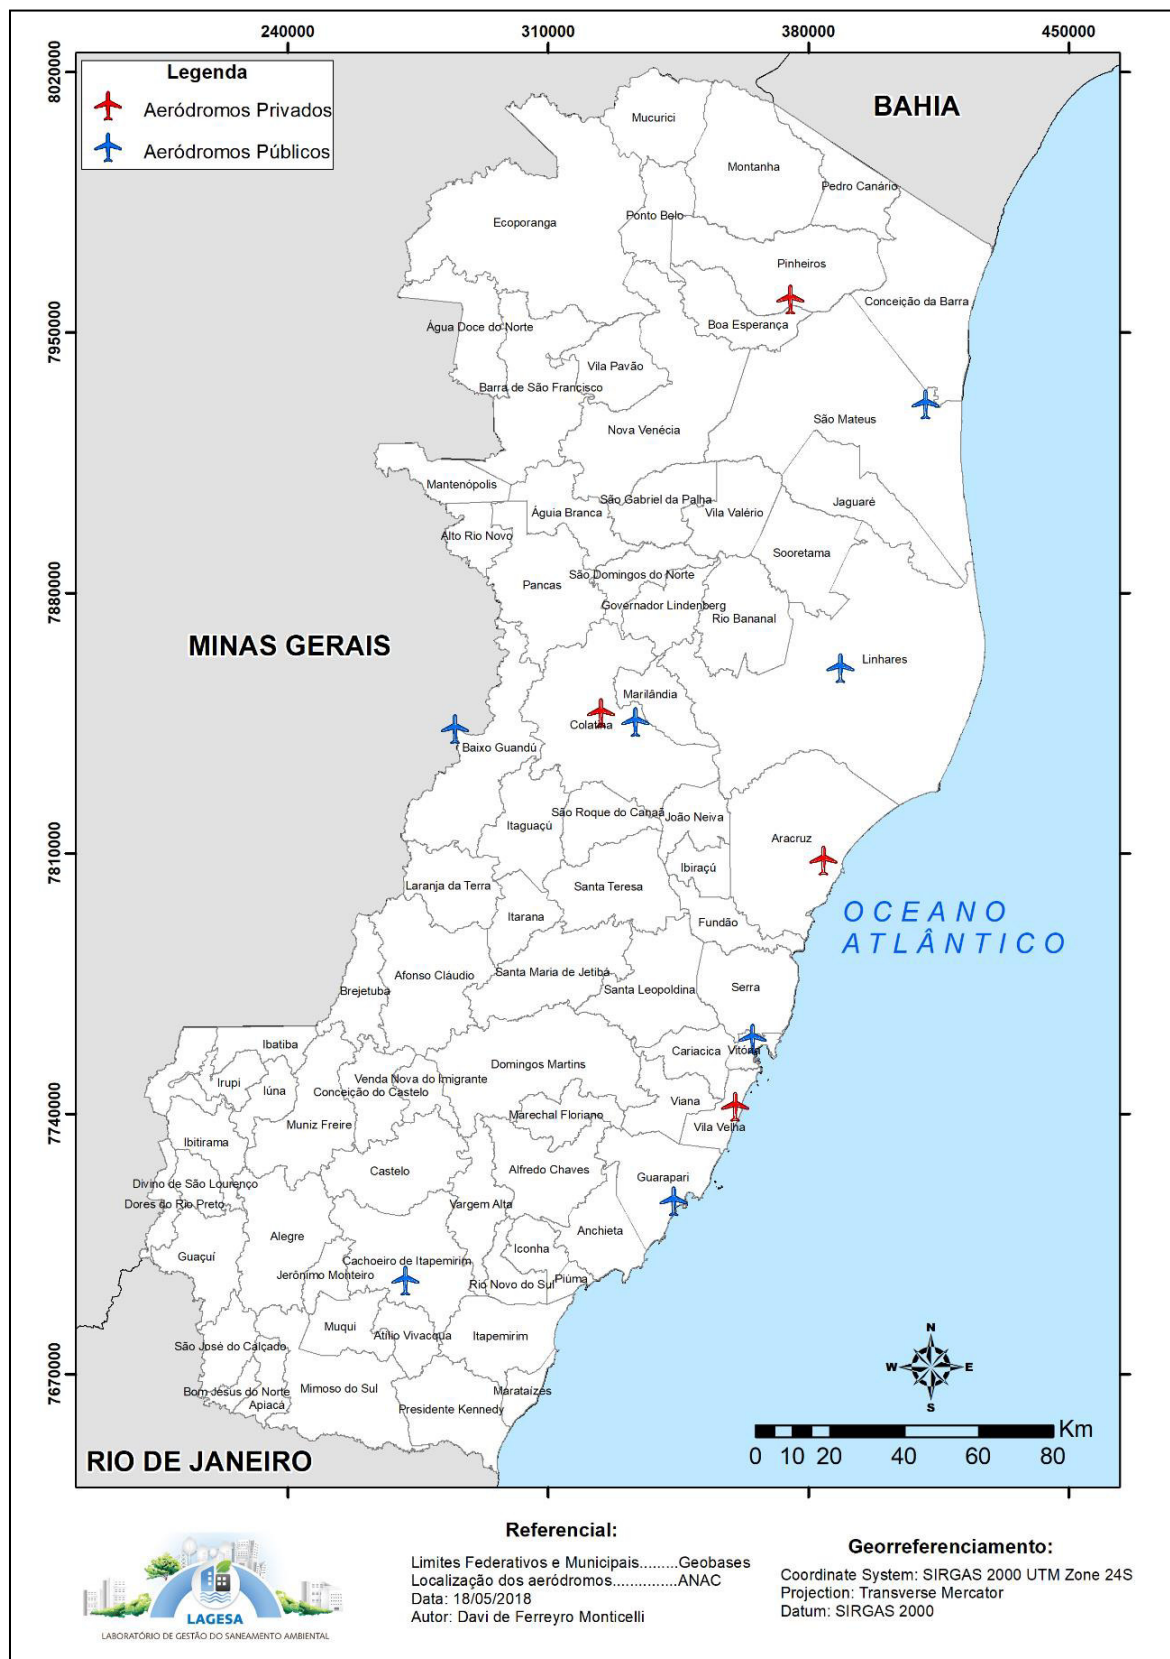 240000
310000
380000
450000
8020000
7950000
7880000
7810000
7740000
7670000
Legenda
Aeródromos Privados
Aeródromos Públicos
BAHIA
MINAS GERAIS
RIO DE JANEIRO
OCEANO
ATLÂNTICO
Mucurici
Montanha
Pedro Canário
Ponto Belo
Ecoporanga
Pinheiros
Conceição da Barra
Boa Esperança
Água Doce do Norte
Vila Pavão
Barra de São Francisco
São Mateus
Nova Venécia
Mantenópolis
São Gabriel da Palha
Jaguaré
Águia Branca
Vila Valério
Alto Rio Novo
Sooretama
São Domingos do Norte
Pancas
Governador Lindenberg
Rio Bananal
Linhares
Marilândia
Colatina
Baixo Guandú
São Roque do Canaã
João Neiva
Itaguaçú
Aracruz
Ibiraçú
Laranja da Terra
Santa Teresa
Itarana
Fundão
Afonso Cláudio
Santa Maria de Jetibá
Brejetuba
Santa Leopoldina
Serra
Ibatiba
Cariacica
Vitória
Domingos Martins
Irupi
Iúna
Venda Nova do Imigrante
Conceição do Castelo
Viana
Marechal Floriano
Muniz Freire
Vila Velha
Ibitirama
Castelo
Alfredo Chaves
Guarapari
Divino de São Lourenço
Dores do Rio Preto
Vargem Alta
Anchieta
Alegre
Guaçuí
Iconha
Cachoeiro de Itapemirim
Jerônimo Monteiro
Rio Novo do Sul
Piúma
Muqui
Atílio Vivacqua
Itapemirim
São José do Calçado
Mimoso do Sul
Bom Jesus do Norte
Apiacá
Marataízes
Presidente Kennedy
N
W
E
S
Km
0 10 20 40 60 80
LAGESA
LABORATÓRIO DE GESTÃO DO SANEAMENTO AMBIENTAL
Referencial:
Limites Federativos e Municipais.........Geobases
Localização dos aeródromos...............ANAC
Data: 18/05/2018
Autor: Davi de Ferreyro Monticelli
Georreferenciamento:
Coordinate System: SIRGAS 2000 UTM Zone 24S
Projection: Transverse Mercator
Datum: SIRGAS 2000